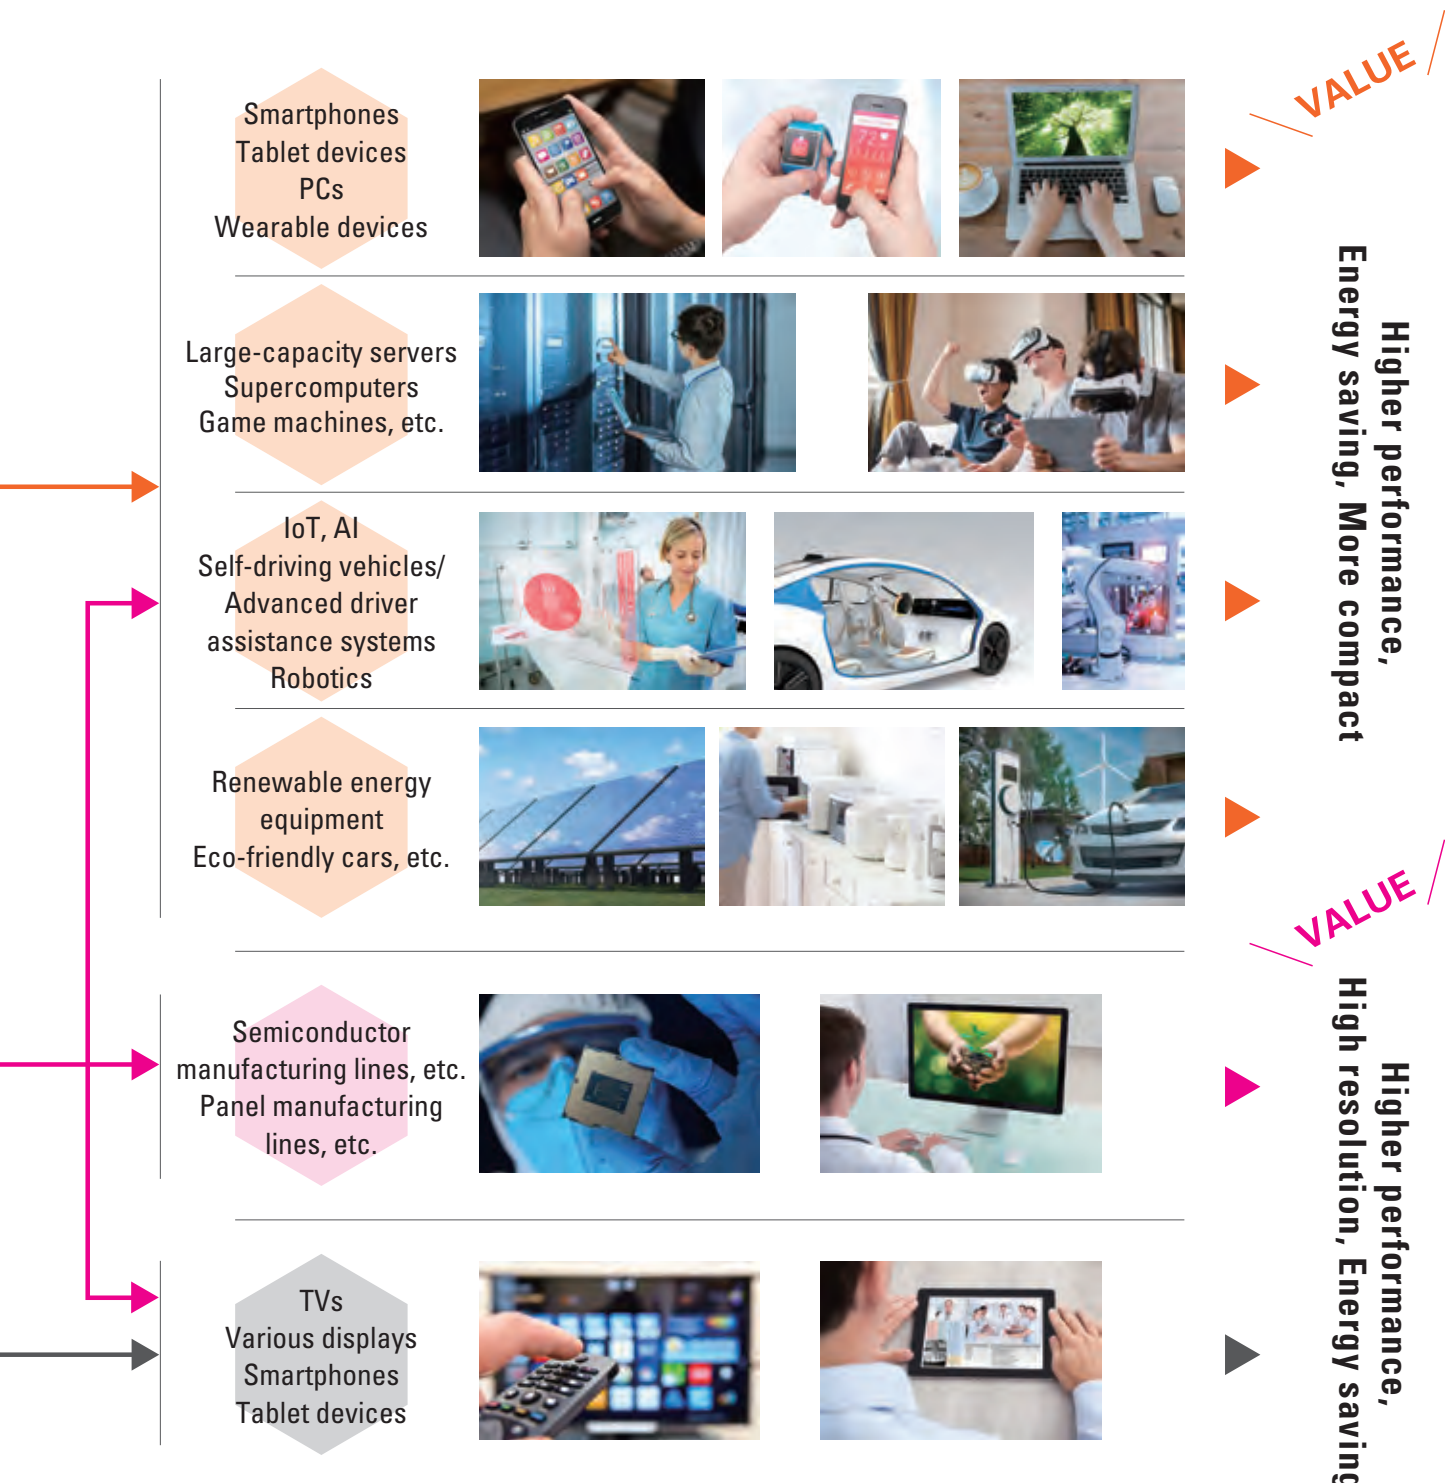 VALUE
Smartphones
Tablet devices
PCs
Wearable devices
Large-capacity servers
Supercomputers
Game machines, etc.
IoT, AI
Self-driving vehicles/
Advanced driver
assistance systems
Robotics
Renewable energy
equipment
Eco-friendly cars, etc.
Higher performance,
Energy saving, More compact
VALUE
Semiconductor
manufacturing lines, etc.
Panel manufacturing
lines, etc.
TVs
Various displays
Smartphones
Tablet devices
Higher performance,
High resolution, Energy saving
72